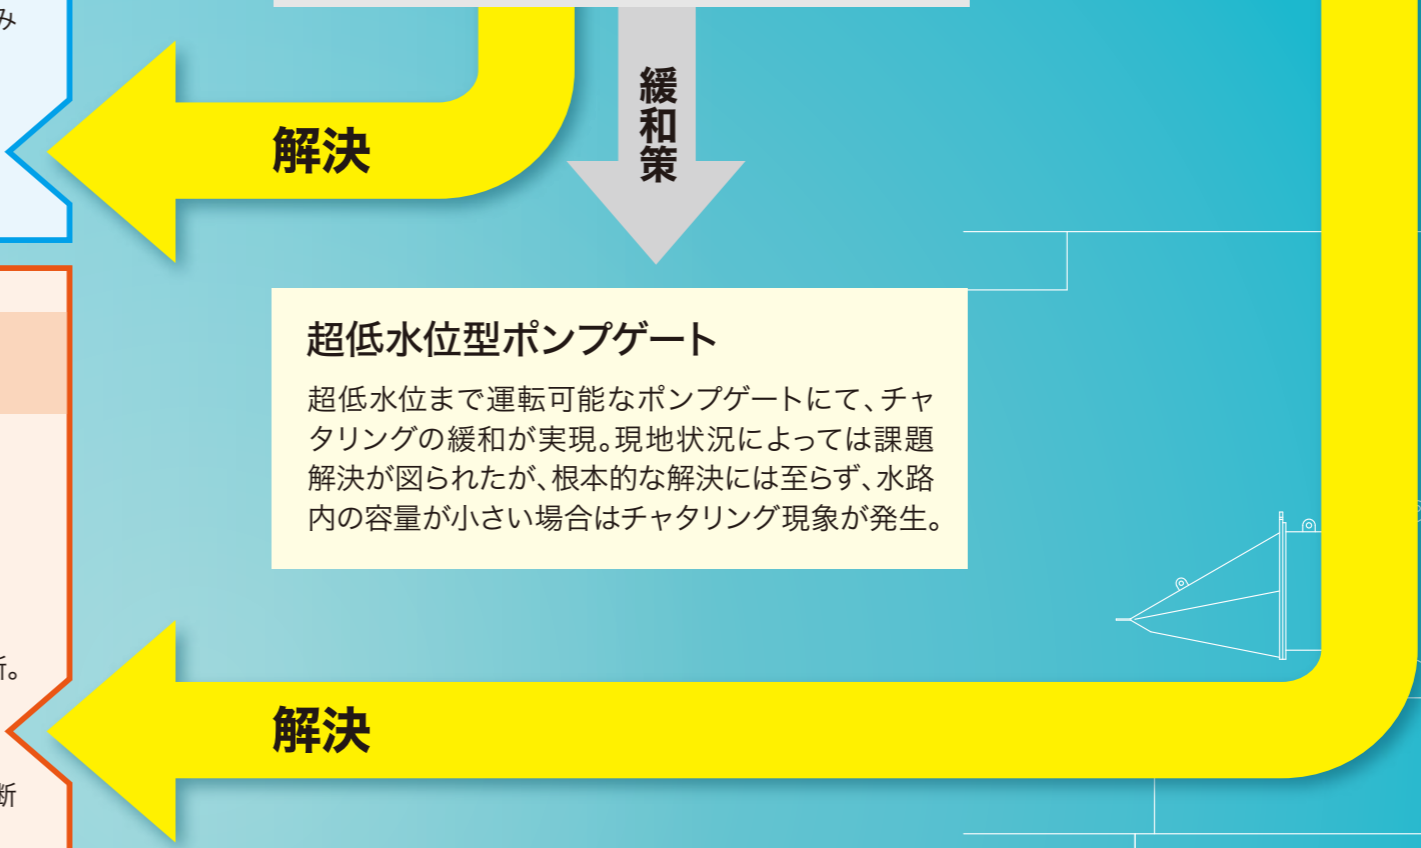 み
緩和策
解決
超低水位型ポンプゲート
超低水位まで運転可能なポンプゲートにて、チャ
タリングの緩和が実現。現地状況によっては課題
解決が図られたが、根本的な解決には至らず、水路
内の容量が小さい場合はチャタリング現象が発生。
解決
断